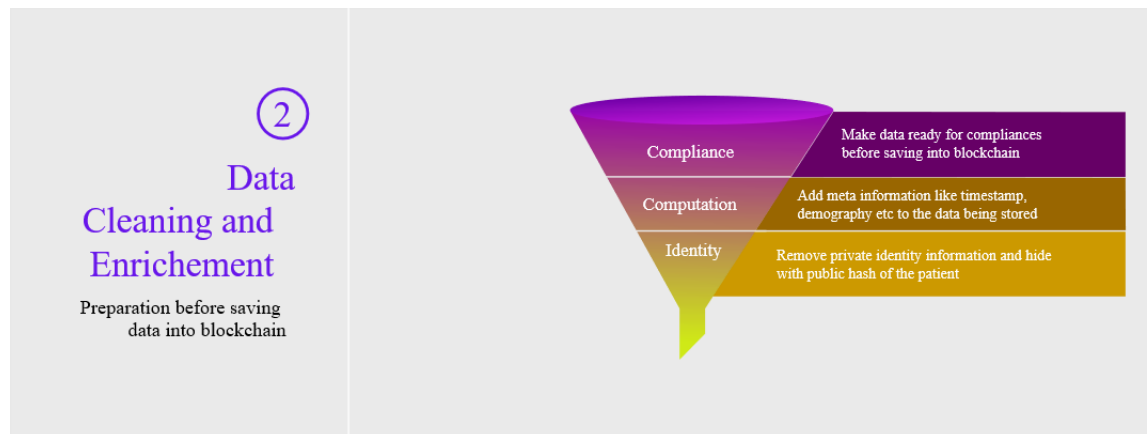 2
Data
Cleaning and
Enrichement
Preparation before saving
data into blockchain
Compliance
Make data ready for compliances
before saving into blockchain
Computation
Add meta information like timestamp,
demography etc to the data being stored
Identity
Remove private identity information and hide
with public hash of the patient